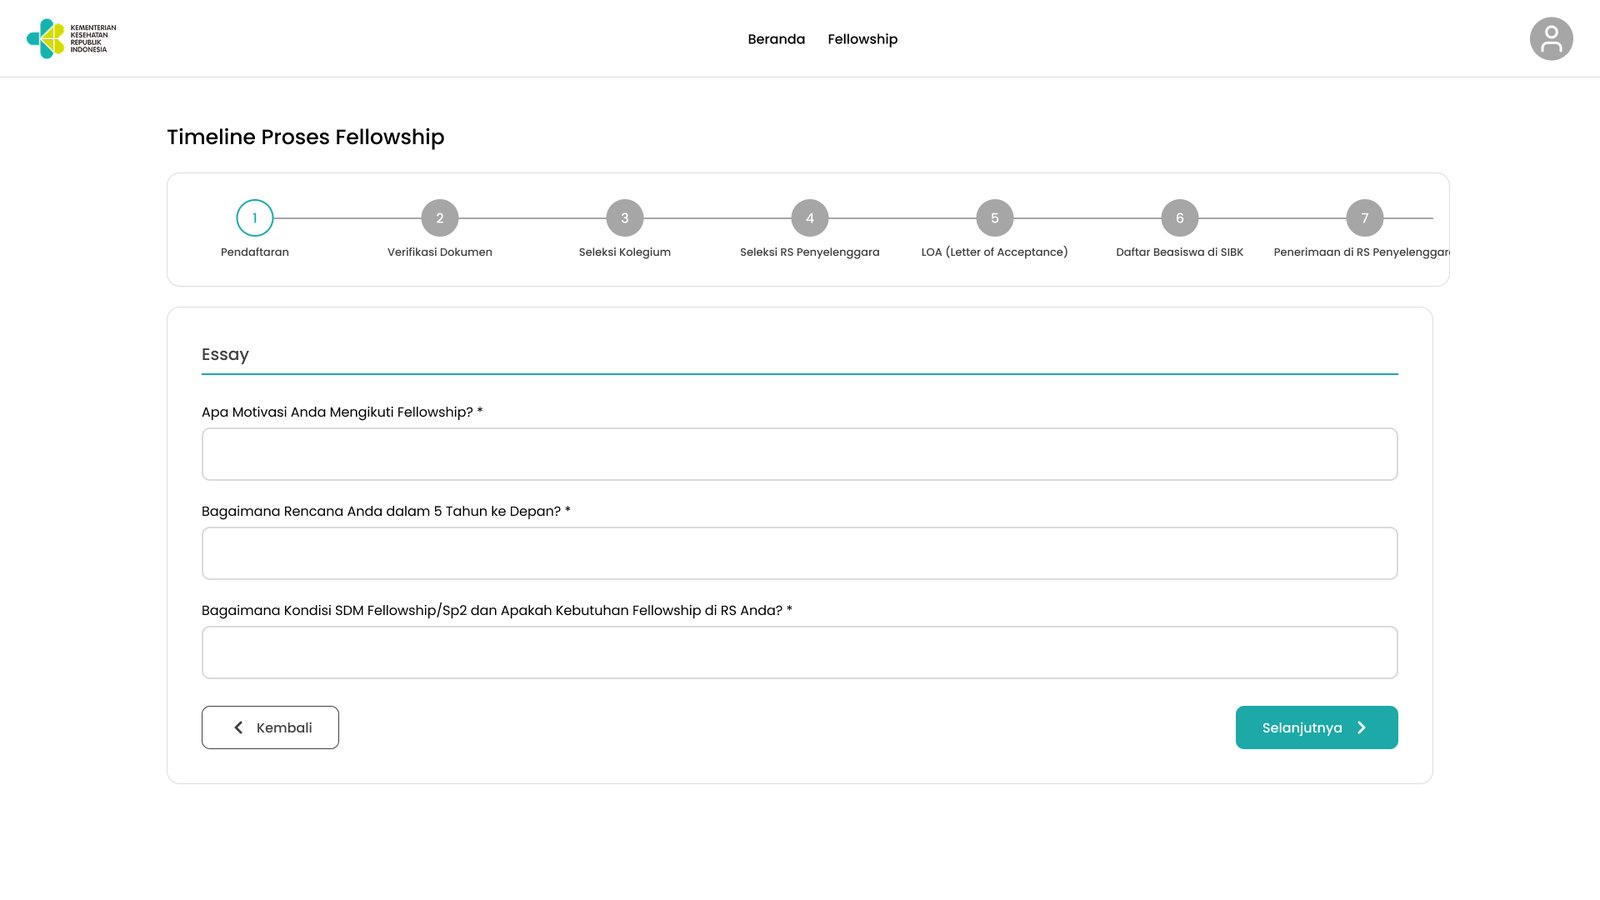 KEMENTERIAN
KESEHATAN
REPUBLIK
INDONESIA
Beranda Fellowship
Timeline Proses Fellowship
1 2 3 4 5 6 7
Pendaftaran Verifikasi Dokumen Seleksi Kolegium Seleksi RS Penyelenggara LOA (Letter of Acceptance) Daftar Beasiswa di SIBK Penerimaan di RS Penyelenggar
Essay
Apa Motivasi Anda Mengikuti Fellowship? *
Bagaimana Rencana Anda dalam 5 Tahun ke Depan? *
Bagaimana Kondisi SDM Fellowship/Sp2 dan Apakah Kebutuhan Fellowship di RS Anda? *
Kembali Selanjutnya